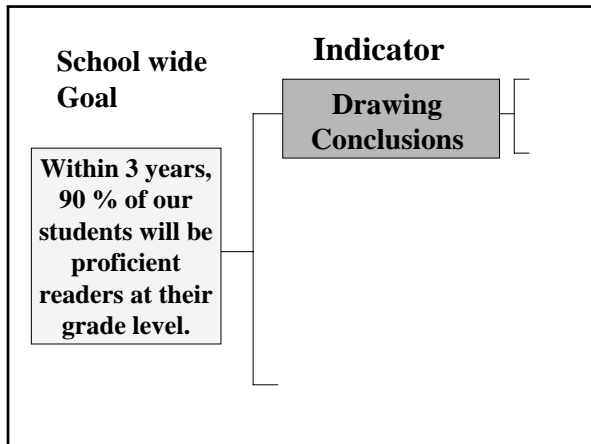 School wide
Goal
Indicator
Drawing
Conclusions
Within 3 years,
90 % of our
students will be
proficient
readers at their
grade level.